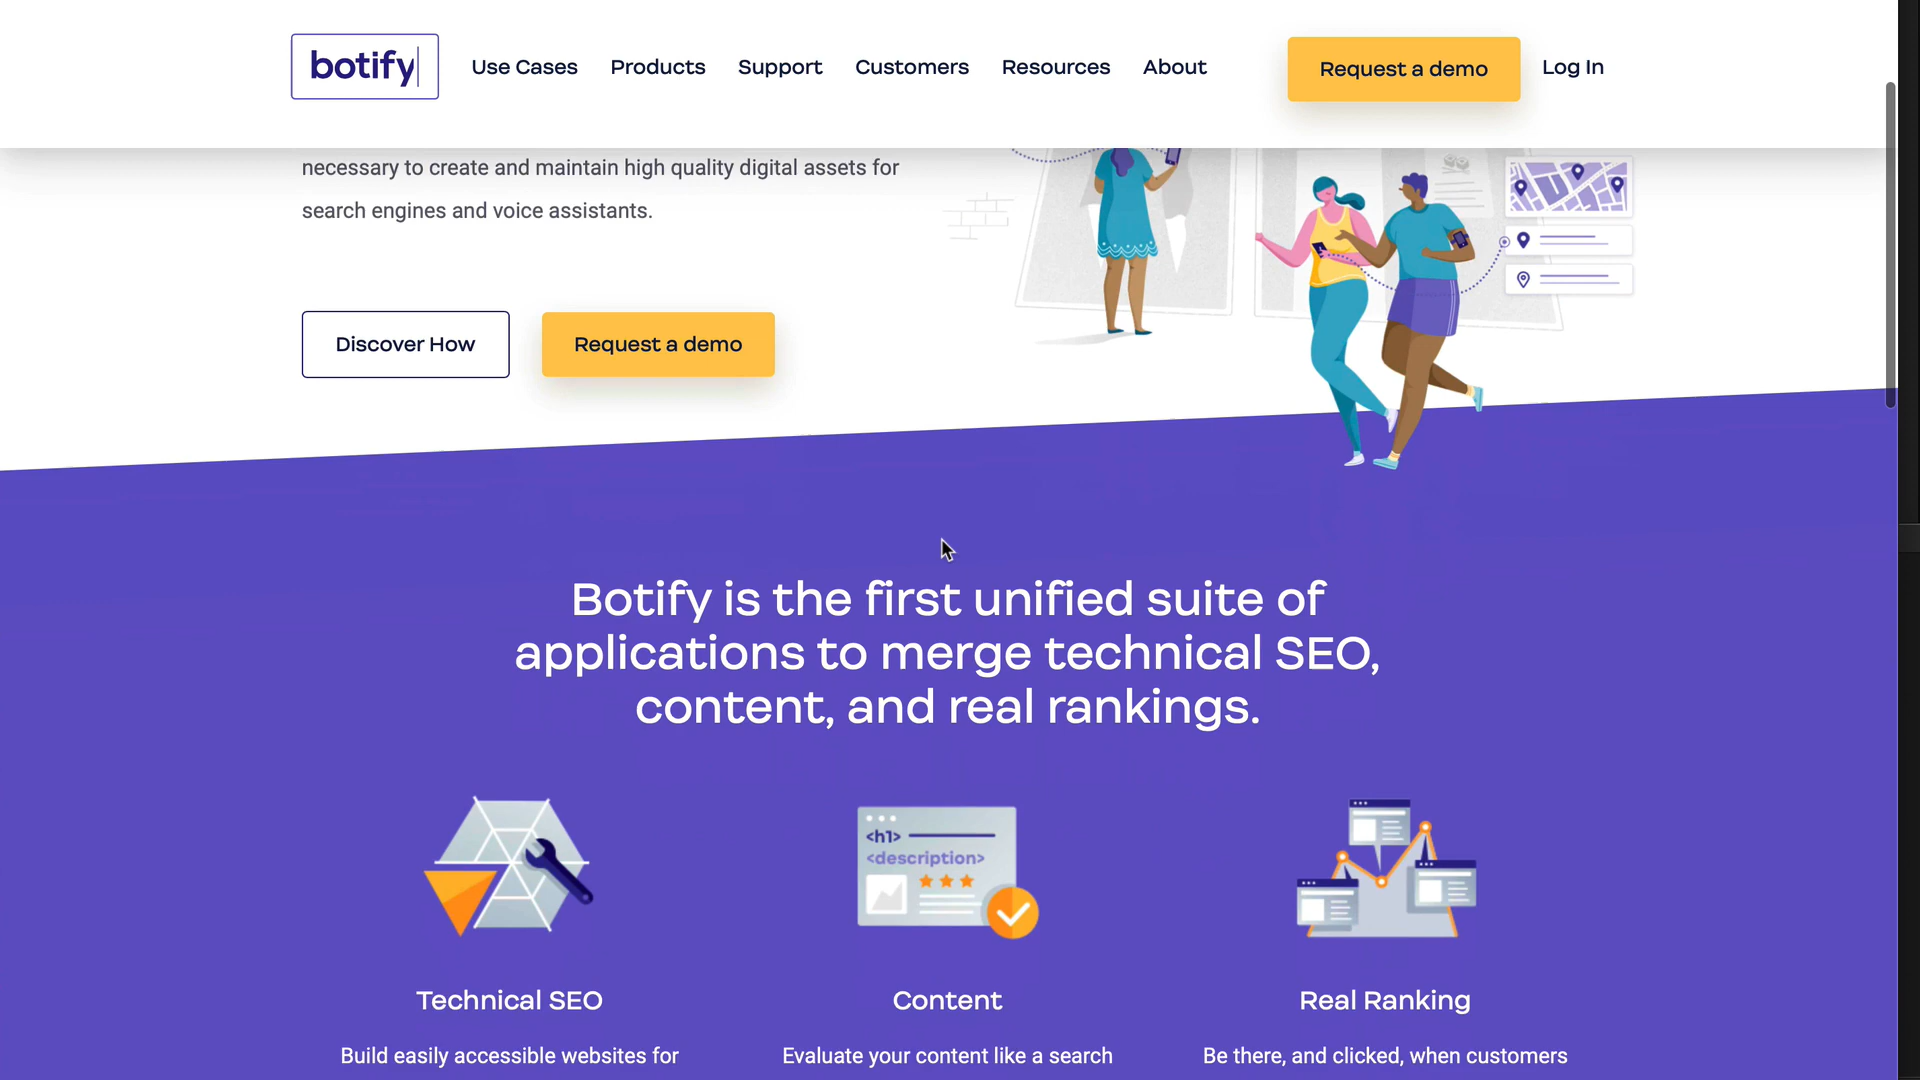 botify
Use Cases
Products
Support
Customers
Resources
About
Request a demo
Log In
necessary to create and maintain high quality digital assets for
search engines and voice assistants.
Discover How
Request a demo
Botify is the first unified suite of
applications to merge technical SEO,
content, and real rankings.
<h1>
<description>
Technical SEO
Content
Real Ranking
Build easily accessible websites for
Evaluate your content like a search
Be there, and clicked, when customers